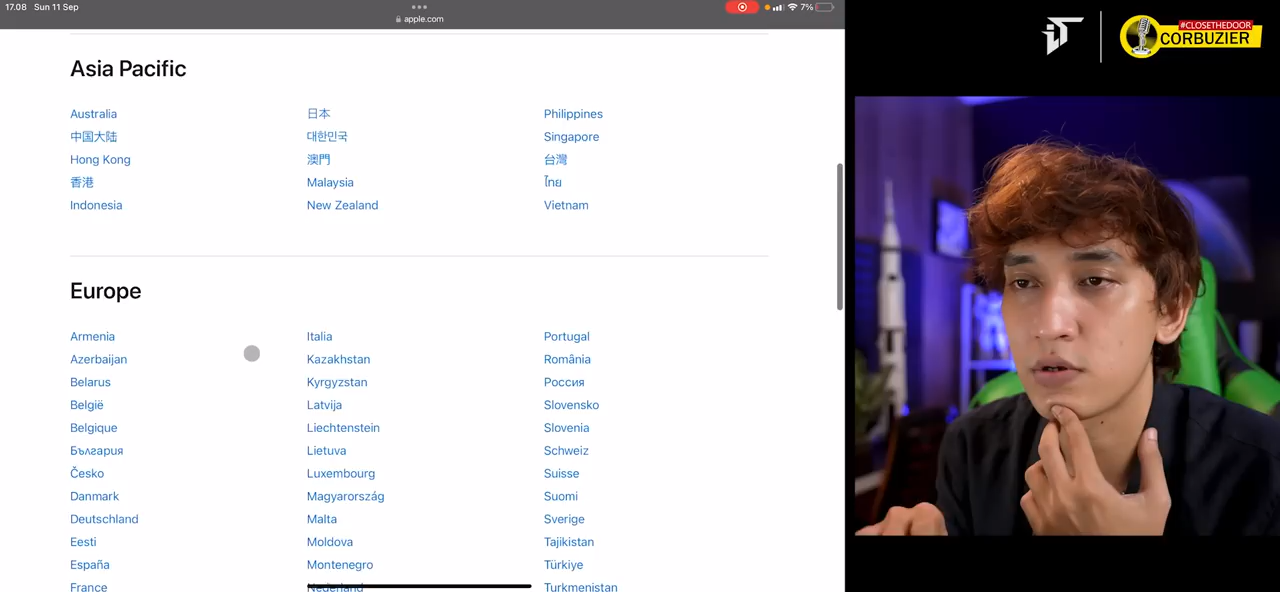 17.08 Sun 11 Sep
apple.com
7%
Asia Pacific
Australia
中国大陆
Hong Kong
香港
Indonesia
日本
대한민국
澳門
Malaysia
New Zealand
Philippines
Singapore
台灣
ไทย
Vietnam
Europe
Armenia
Azerbaijan
Belarus
België
Belgique
България
Česko
Danmark
Deutschland
Eesti
España
France
Italia
Kazakhstan
Kyrgyzstan
Latvija
Liechtenstein
Lietuva
Luxembourg
Magyarország
Malta
Moldova
Montenegro
Nederland
Portugal
România
Россия
Slovensko
Slovenia
Schweiz
Suisse
Suomi
Sverige
Tajikistan
Türkiye
Turkmenistan
#CLOSETHEDOOR
CORBUZIER